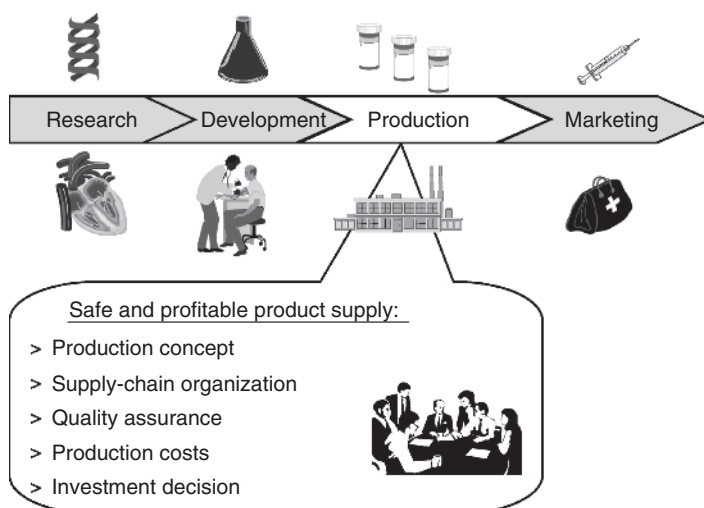 Research Development Production Marketing
Safe and profitable product supply:
> Production concept
> Supply-chain organization
> Quality assurance
> Production costs
> Investment decision